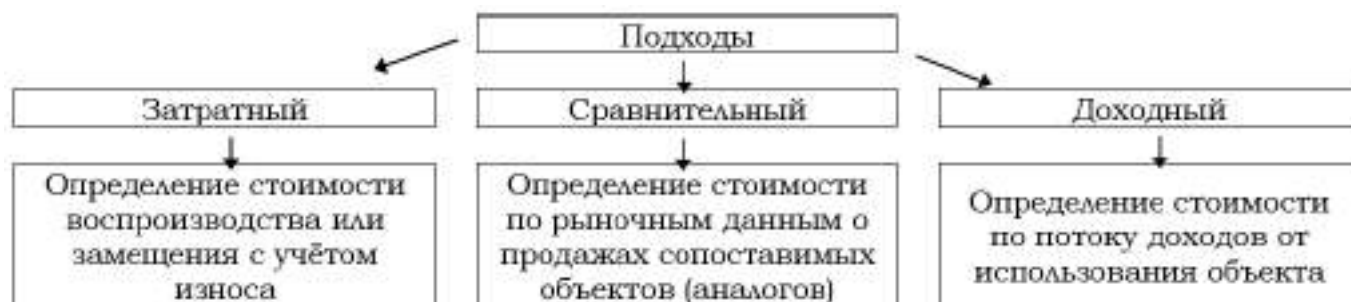 Подходы
Затратный
Сравнительный
Доходный
Определение стоимости
воспроизводства или
замещения с учётом
износа
Определение стоимости
по рыночным данным о
продажах сопоставимых
объектов (аналогов)
Определение стоимости
по потоку доходов от
использования объекта